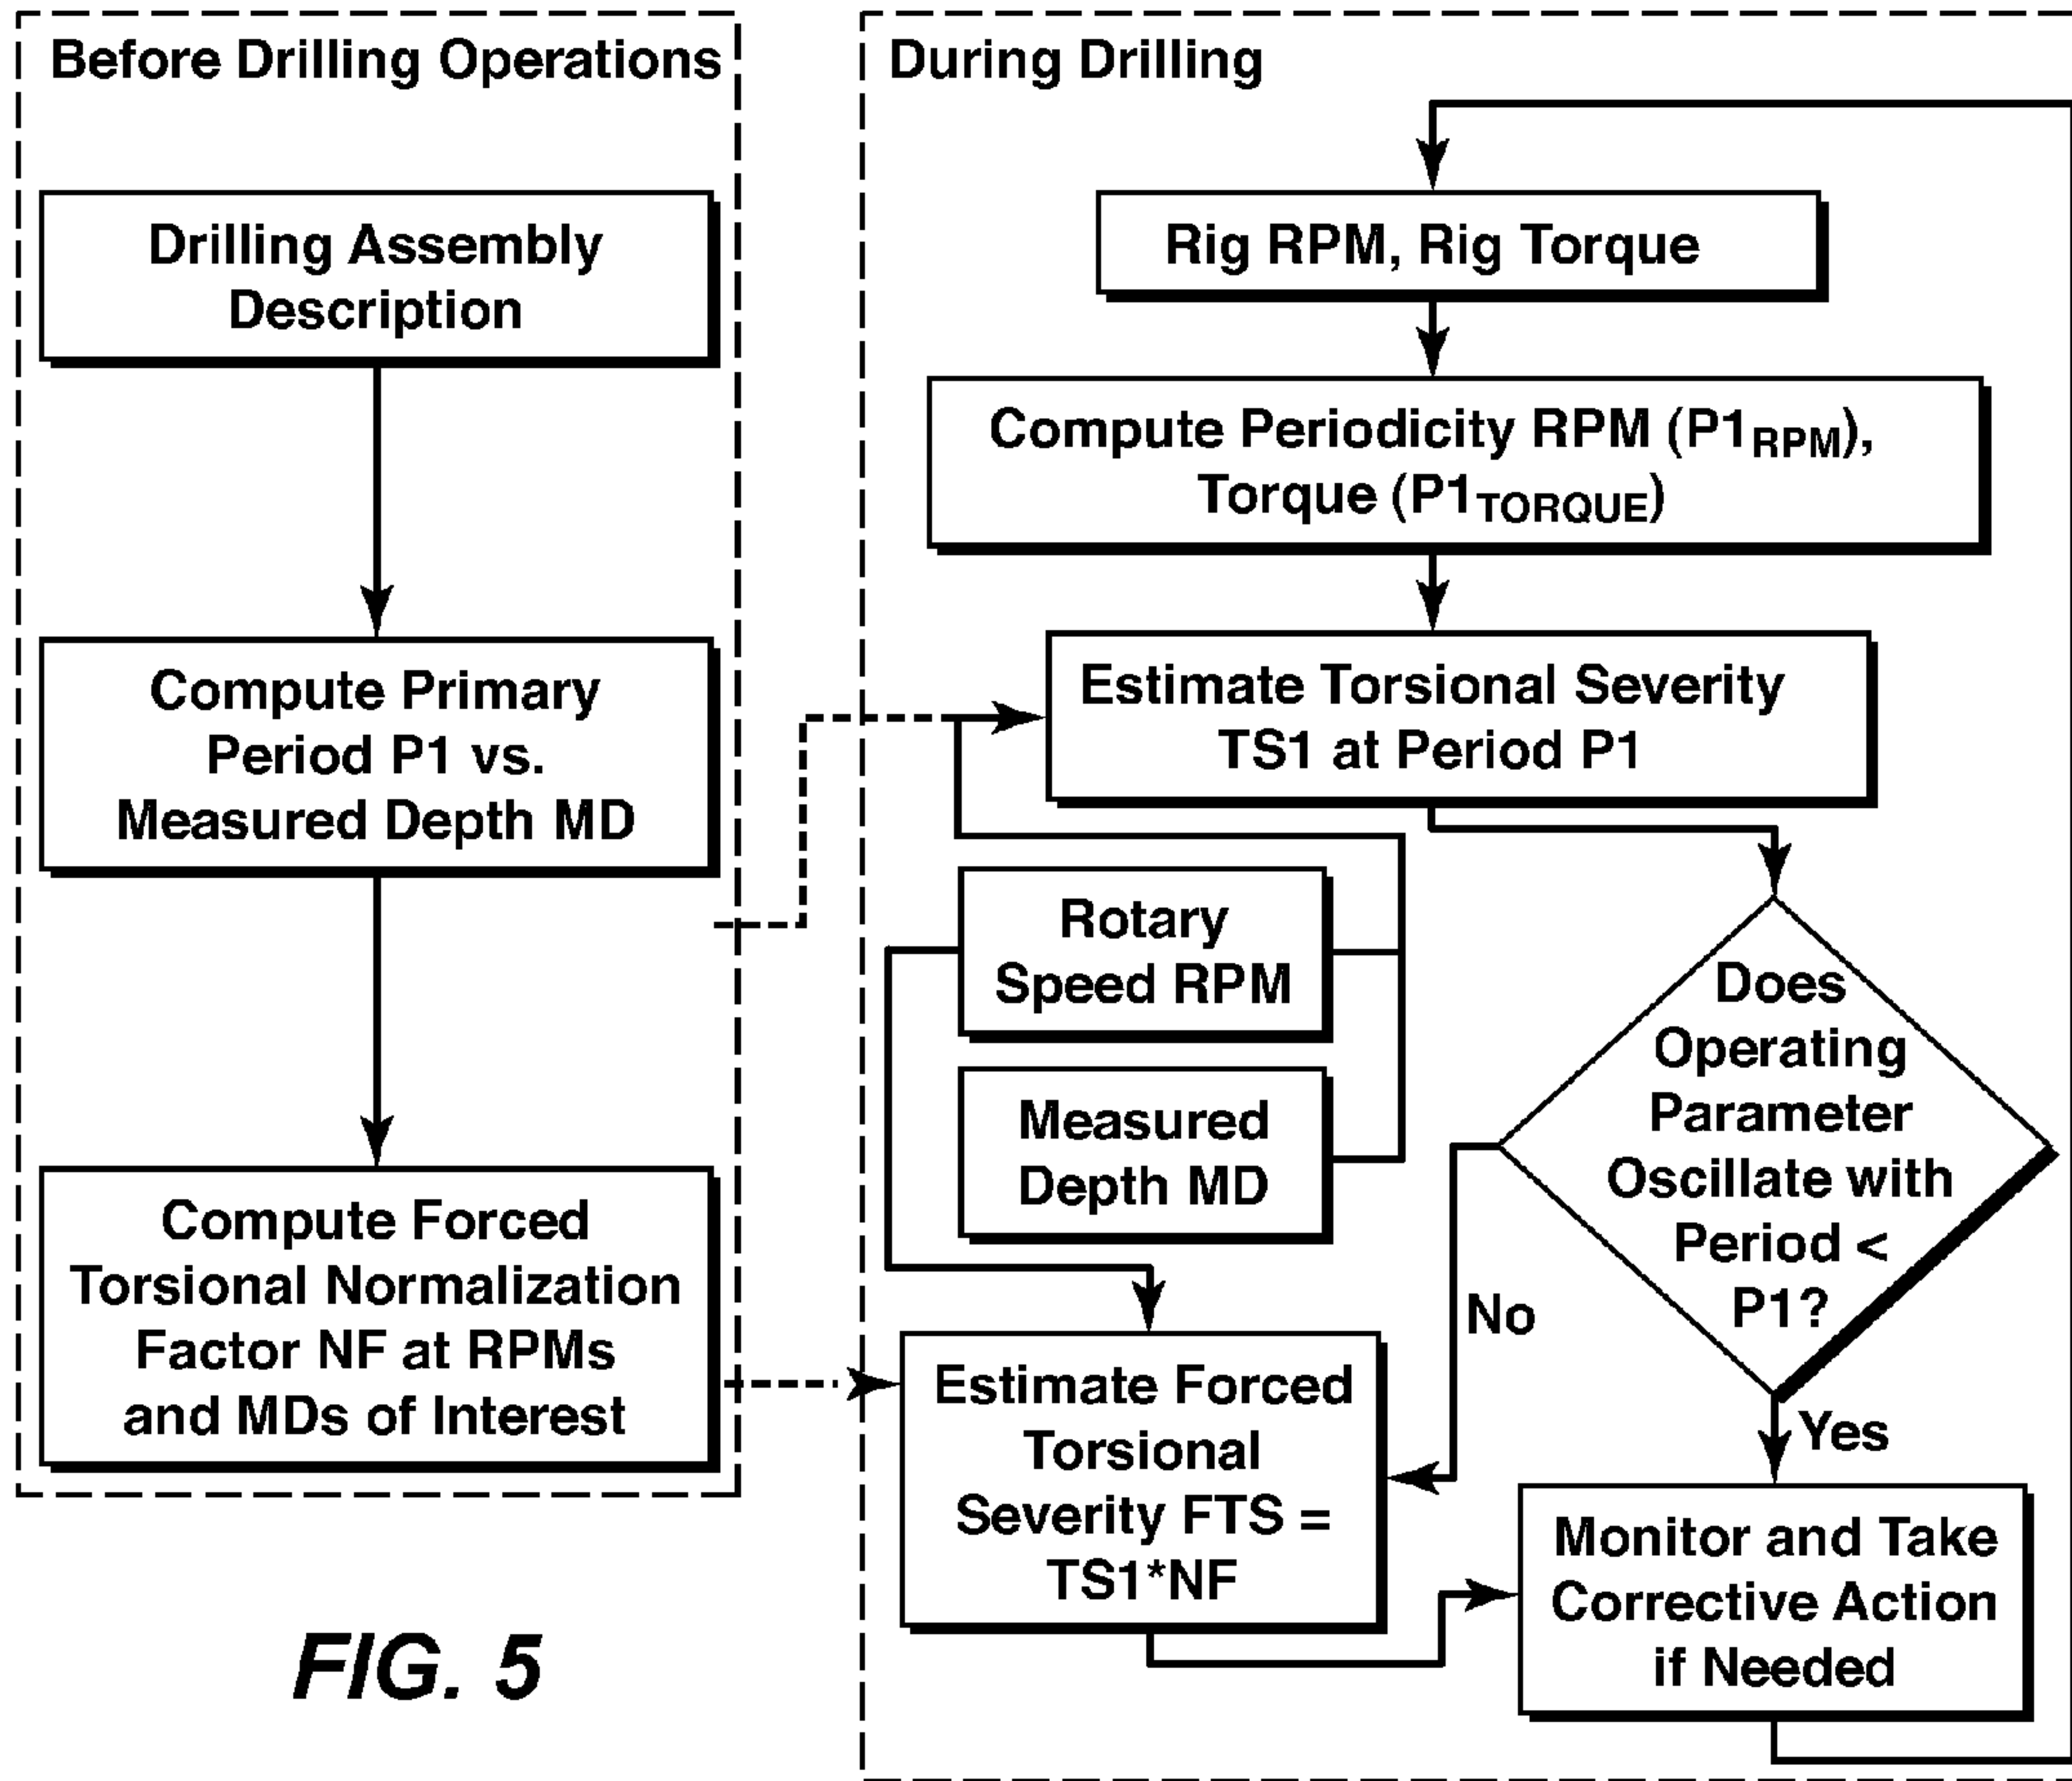 Before Drilling Operations
Drilling Assembly
Description
Compute Primary
Period P1 vs.
Measured Depth MD
Compute Forced
Torsional Normalization
Factor NF at RPMs
and MDs of Interest
FIG. 5
During Drilling
Rig RPM, Rig Torque
Compute Periodicity RPM (P1RPM),
Torque (P1TORQUE)
Estimate Torsional Severity
TS1 at Period P1
Rotary
Speed RPM
Measured
Depth MD
Does
Operating
Parameter
Oscillate with
Period <
P1?
No
Yes
Estimate Forced
Torsional
Severity FTS =
TS1*NF
Monitor and Take
Corrective Action
if Needed